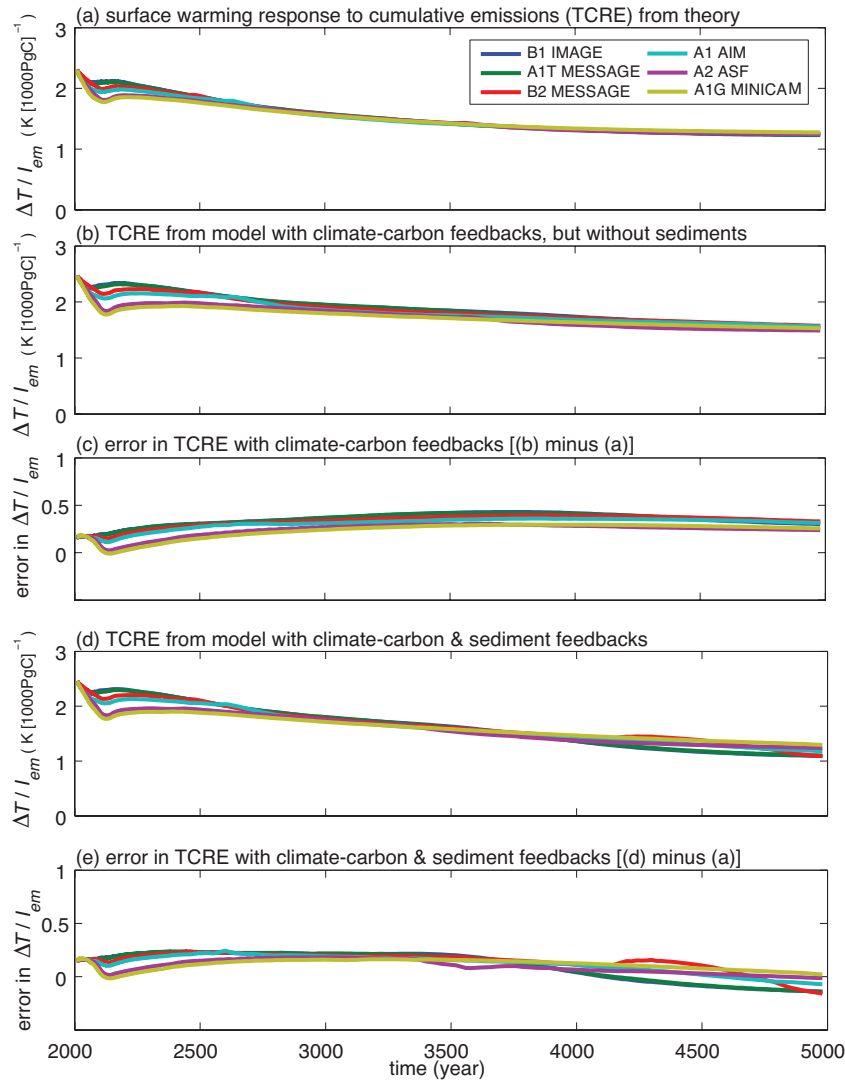 (a) surface warming response to cumulative emissions (TCRE) from theory
3
2
1
0
ΔT / I_em ( K [1000PgC]⁻¹ )
B1 IMAGE
A1T MESSAGE
B2 MESSAGE
A1 AIM
A2 ASF
A1G MINICAM
(b) TCRE from model with climate-carbon feedbacks, but without sediments
3
2
1
0
ΔT / I_em ( K [1000PgC]⁻¹ )
(c) error in TCRE with climate-carbon feedbacks [(b) minus (a)]
1
0.5
0
error in ΔT / I_em
(d) TCRE from model with climate-carbon & sediment feedbacks
3
2
1
0
ΔT / I_em ( K [1000PgC]⁻¹ )
(e) error in TCRE with climate-carbon & sediment feedbacks [(d) minus (a)]
1
0.5
0
error in ΔT / I_em
2000 2500 3000 3500 4000 4500 5000
time (year)